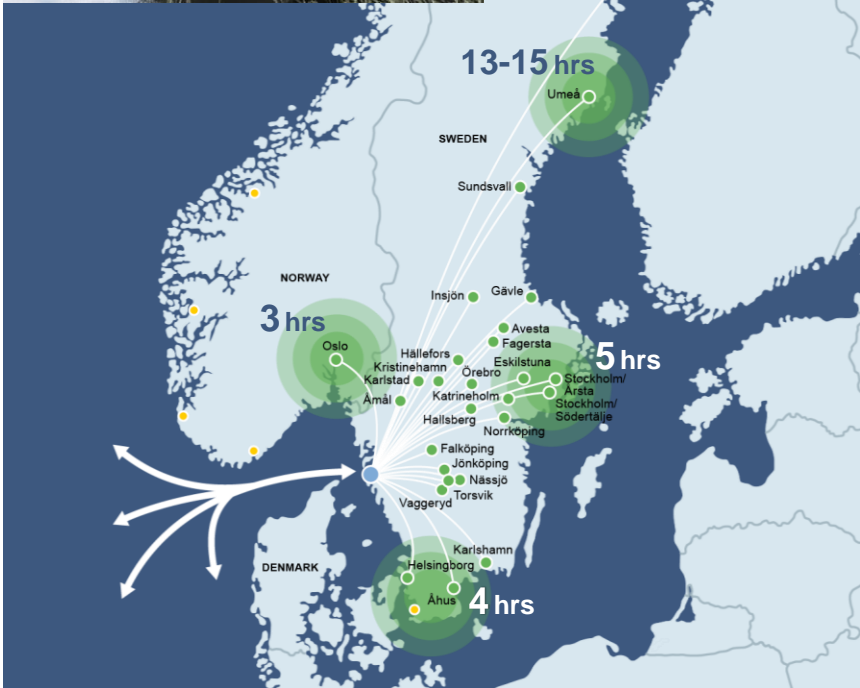 13-15 hrs
Umeå
SWEDEN
Sundsvall
NORWAY
Insjön
Gävle
3 hrs
Oslo
Avesta
Fagersta
Hällefors
Kristinehamn
Karlstad
Örebro
Eskilstuna
5 hrs
Åmål
Katrineholm
Hallsberg
Stockholm/
Årsta
Stockholm/
Södertälje
Norrköping
Falköping
Jönköping
Nässjö
Torsvik
Vaggeryd
Karlshamn
DENMARK
Helsingborg
Åhus
4 hrs